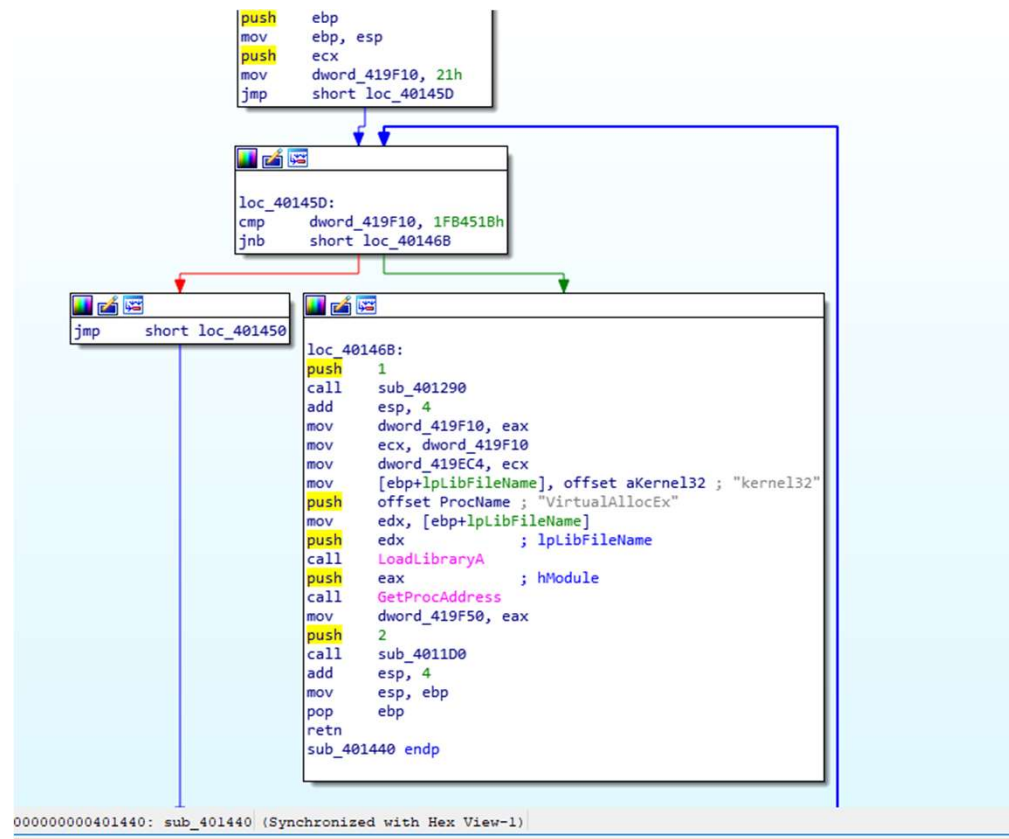 push ebp
mov ebp, esp
push ecx
mov dword_419F10, 21h
jmp short loc_40145D
loc_40145D:
cmp dword_419F10, 1FB451Bh
jnb short loc_40146B
jmp short loc_401450
loc_40146B:
push 1
call sub_401290
add esp, 4
mov dword_419F10, eax
mov ecx, dword_419F10
mov dword_419EC4, ecx
mov [ebp+lpLibFileName], offset aKernel32 ; "kernel32"
push offset ProcName ; "VirtualAllocEx"
mov edx, [ebp+lpLibFileName]
push edx ; lpLibFileName
call LoadLibraryA
push eax ; hModule
call GetProcAddress
mov dword_419F50, eax
push 2
call sub_4011D0
add esp, 4
mov esp, ebp
pop ebp
retn
sub_401440 endp
000000000401440: sub_401440 (Synchronized with Hex View-1)